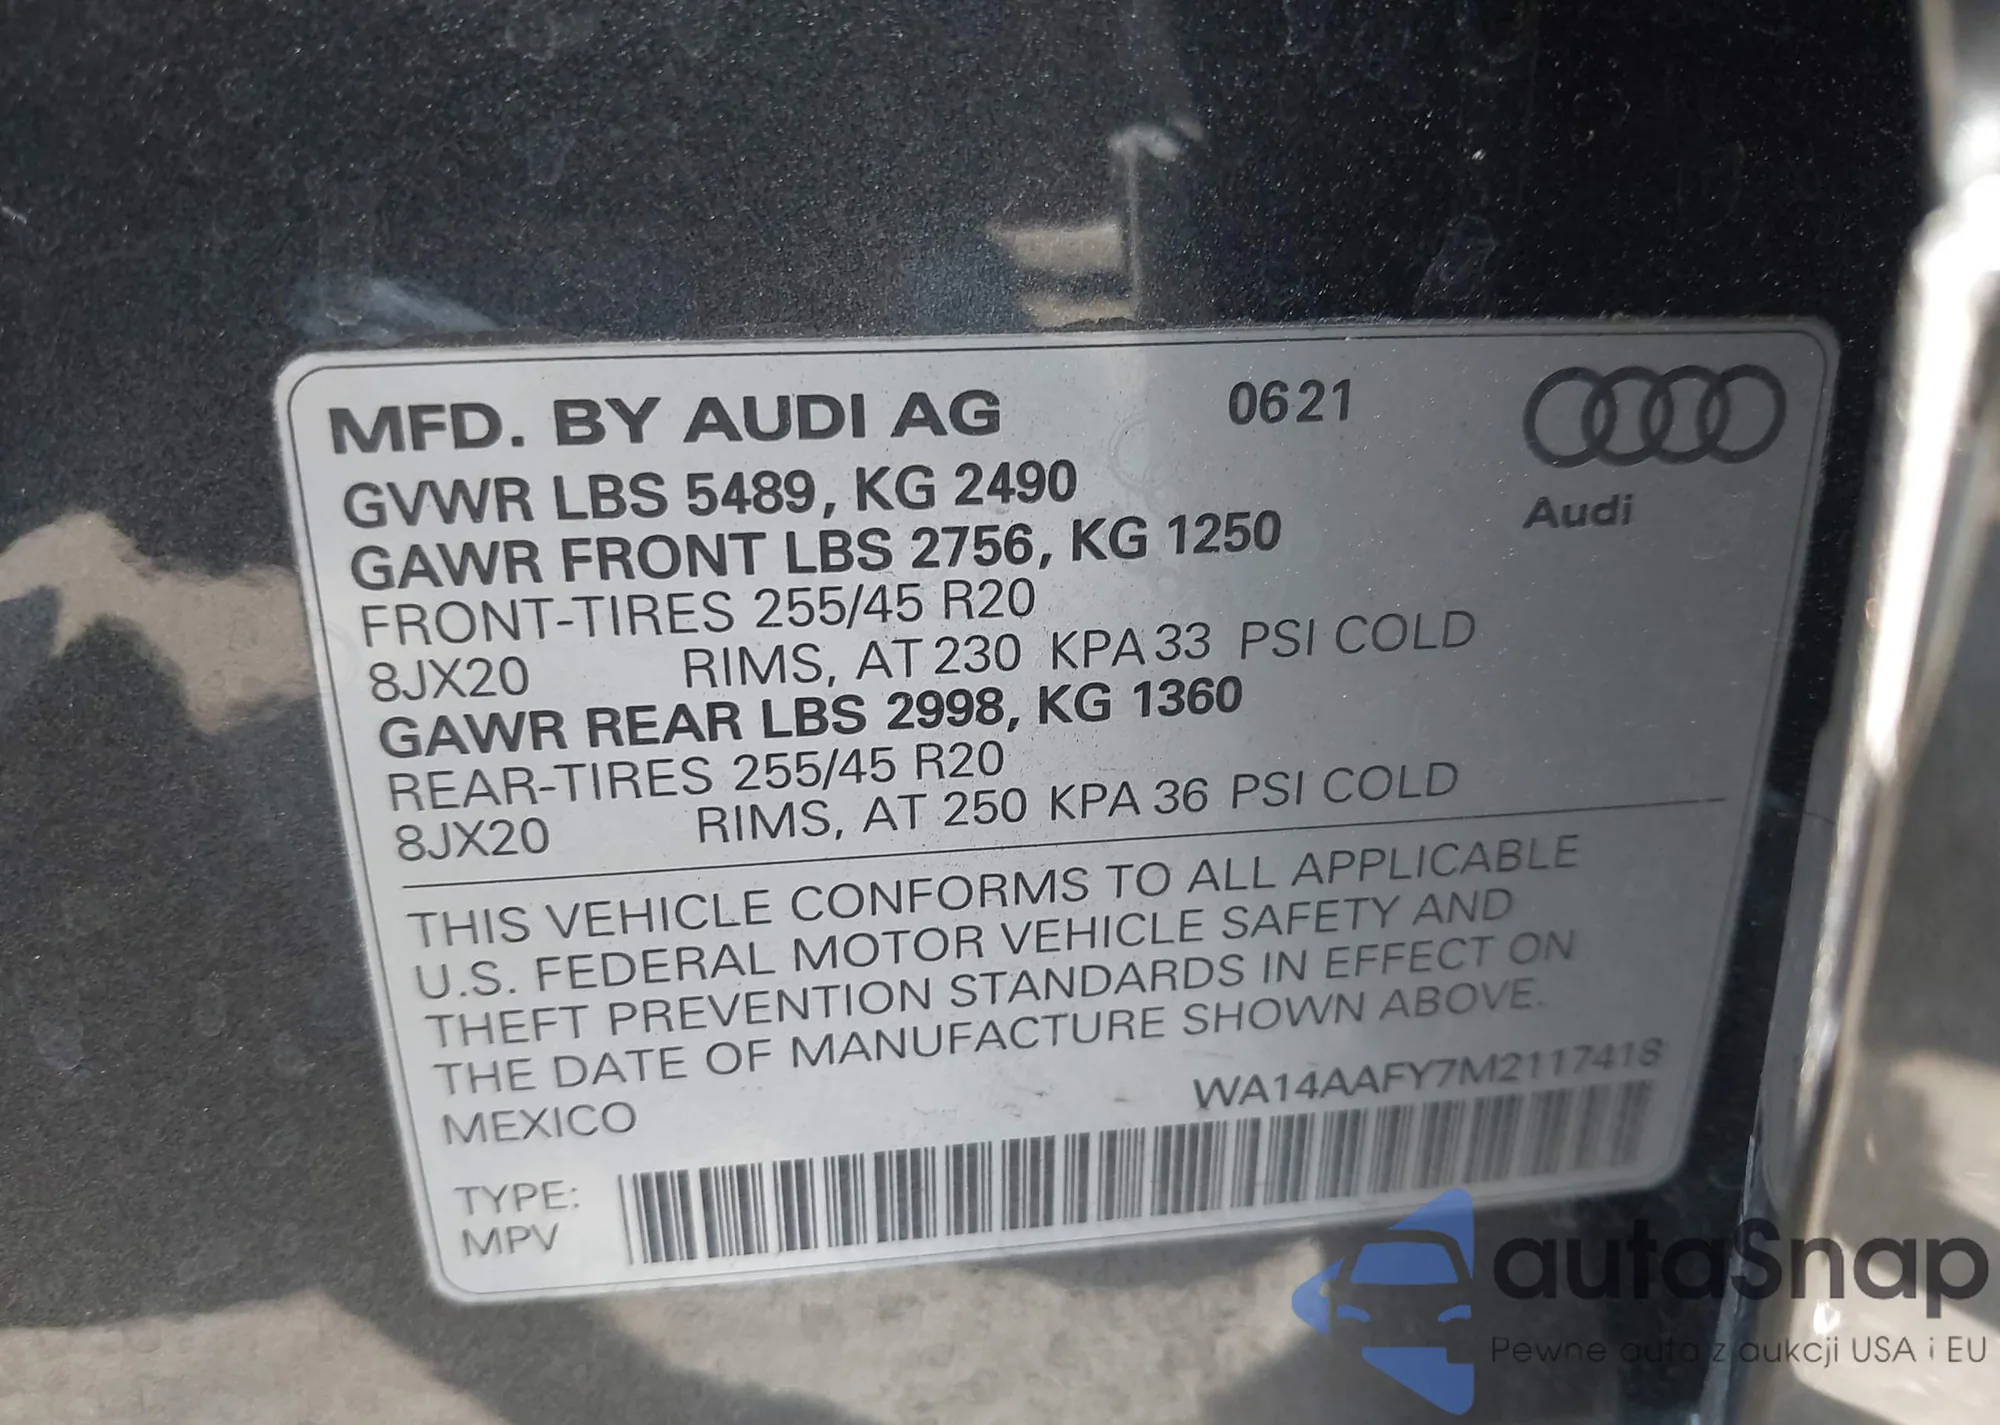 MFD. BY AUDI AG 0621
Audi
GVWR LBS 5489, KG 2490
GAWR FRONT LBS 2756, KG 1250
FRONT-TIRES 255/45 R20
8JX20 RIMS, AT 230 KPA 33 PSI COLD
GAWR REAR LBS 2998, KG 1360
REAR-TIRES 255/45 R20
8JX20 RIMS, AT 250 KPA 36 PSI COLD
THIS VEHICLE CONFORMS TO ALL APPLICABLE
U.S. FEDERAL MOTOR VEHICLE SAFETY AND
THEFT PREVENTION STANDARDS IN EFFECT ON
THE DATE OF MANUFACTURE SHOWN ABOVE.
MEXICO WA14AAFY7M2117418
TYPE:
MPV
autaSnap
Pewne auta z aukcji USA i EU